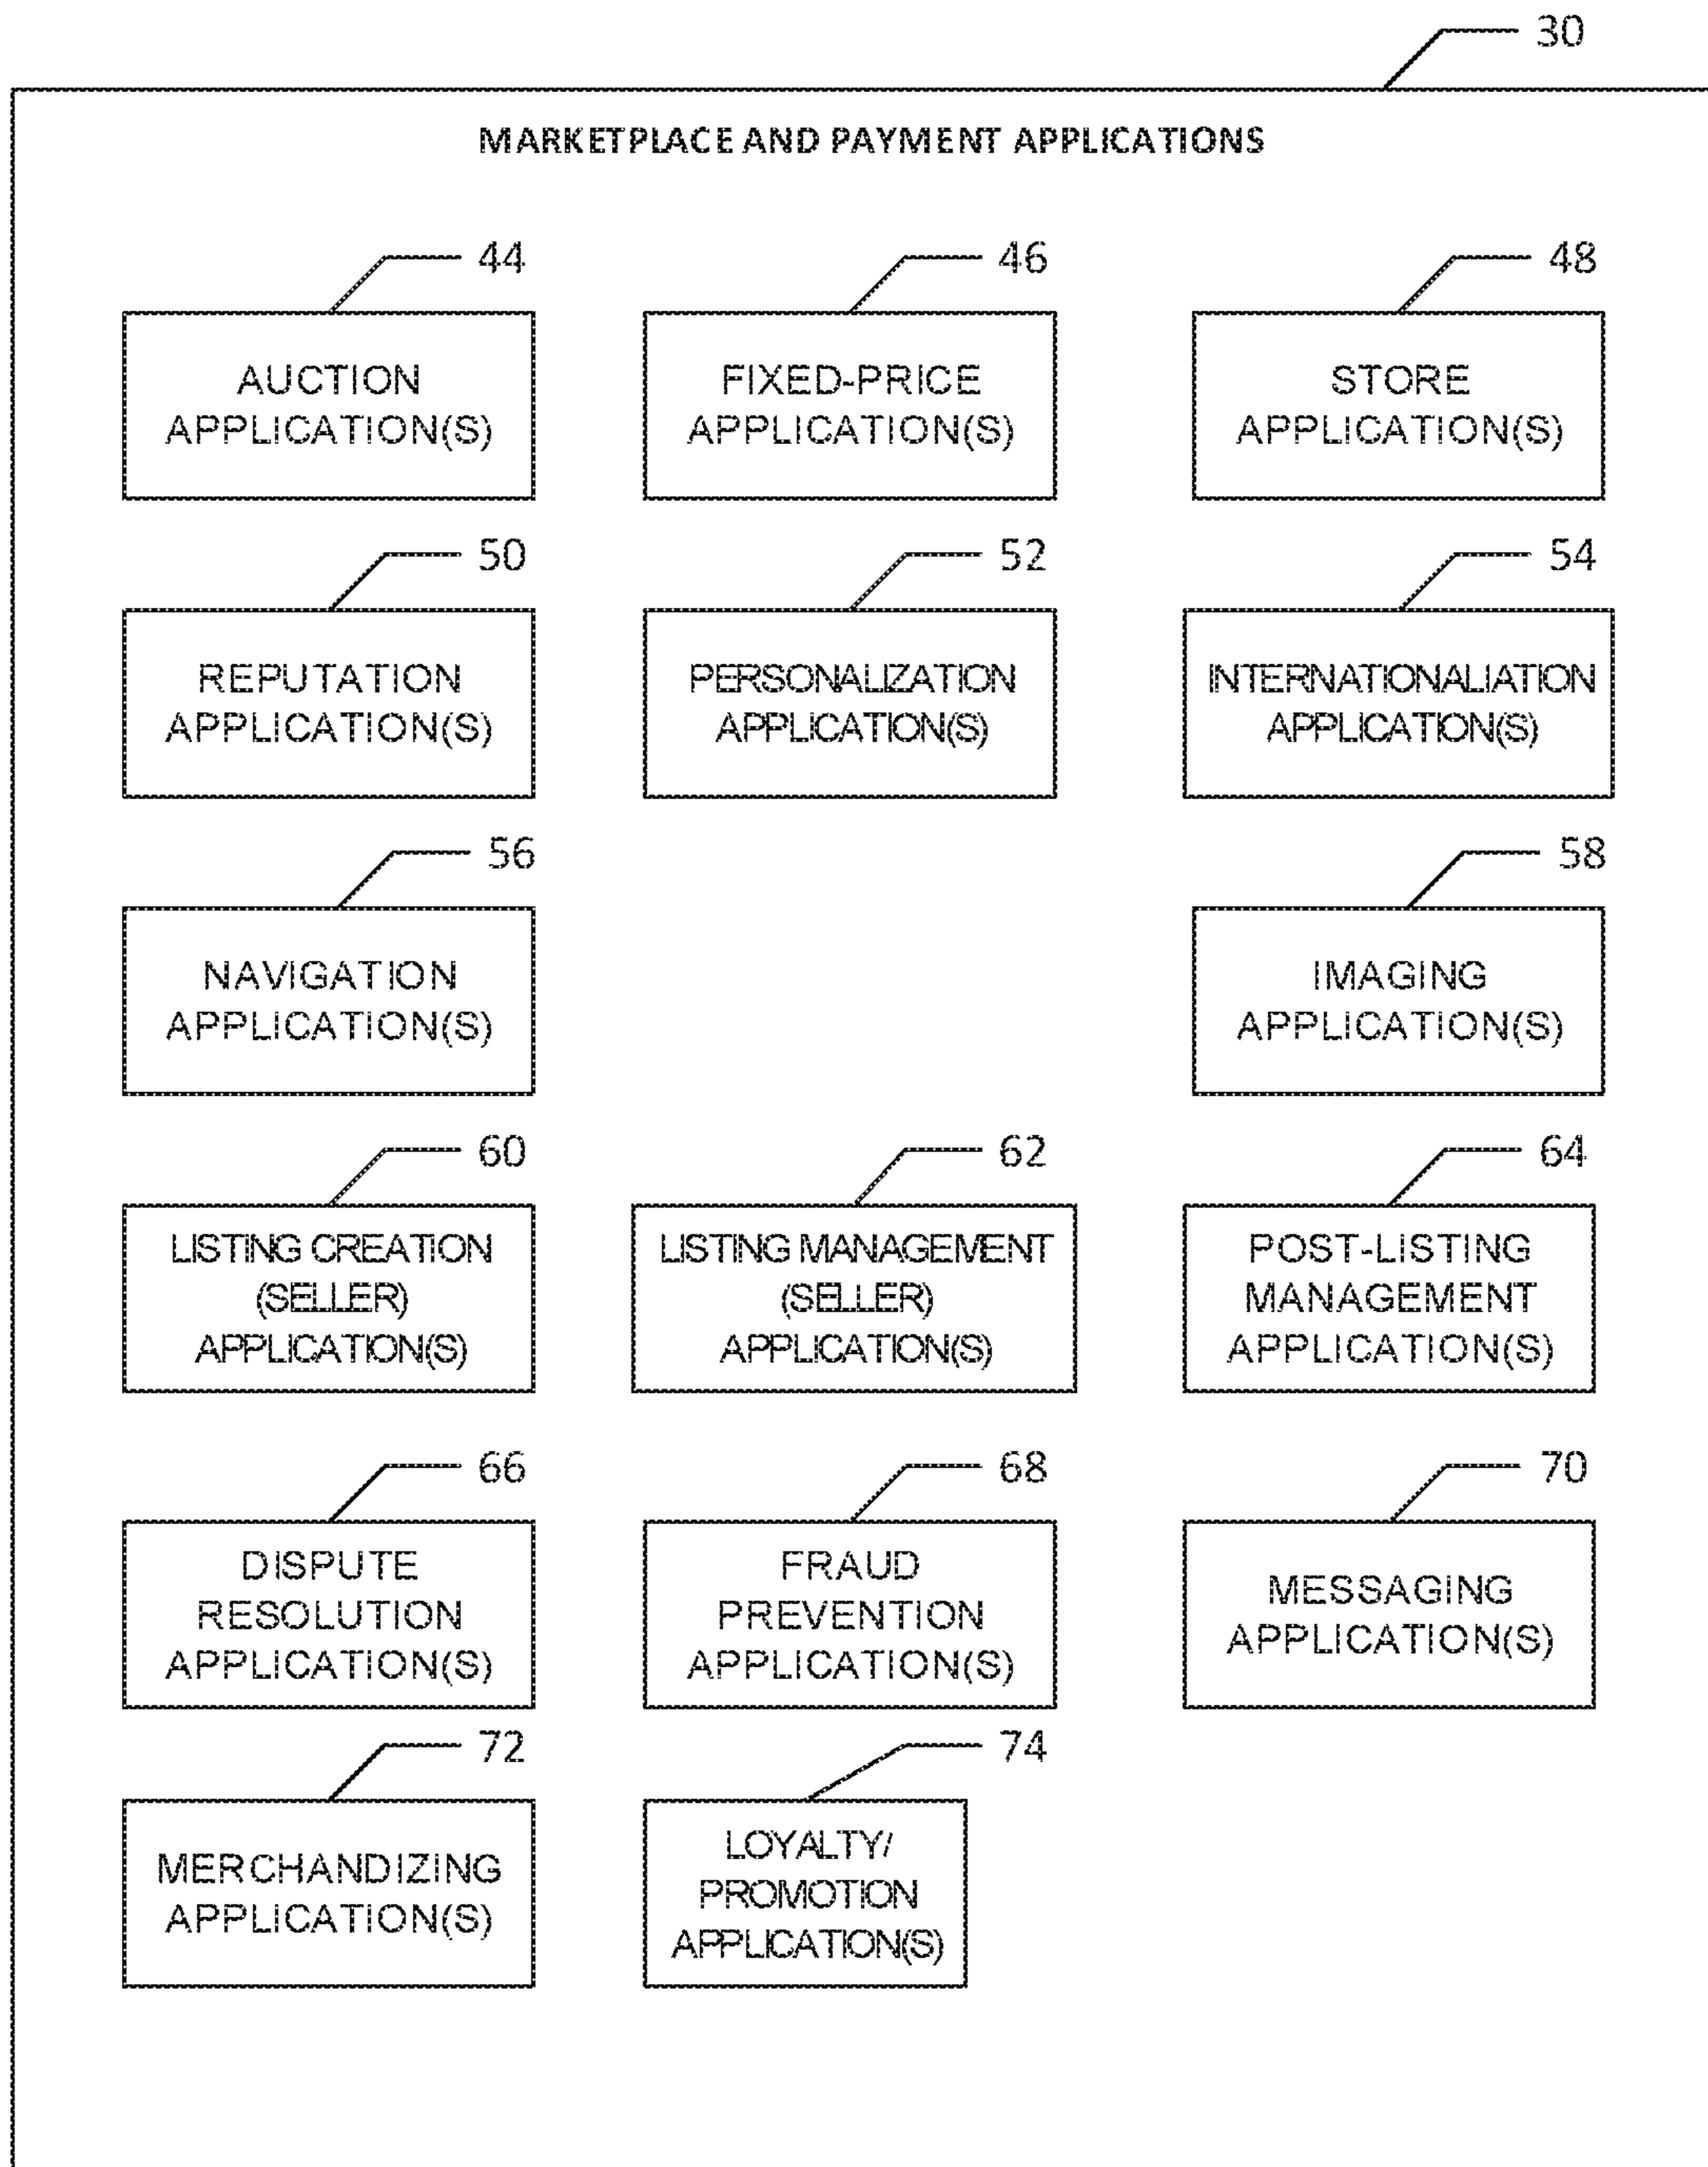 30
MARKETPLACE AND PAYMENT APPLICATIONS
44
AUCTION
APPLICATION(S)
46
FIXED-PRICE
APPLICATION(S)
48
STORE
APPLICATION(S)
50
REPUTATION
APPLICATION(S)
52
PERSONALIZATION
APPLICATION(S)
54
INTERNATIONALIATION
APPLICATION(S)
56
NAVIGATION
APPLICATION(S)
58
IMAGING
APPLICATION(S)
60
LISTING CREATION
(SELLER)
APPLICATION(S)
62
LISTING MANAGEMENT
(SELLER)
APPLICATION(S)
64
POST-LISTING
MANAGEMENT
APPLICATION(S)
66
DISPUTE
RESOLUTION
APPLICATION(S)
68
FRAUD
PREVENTION
APPLICATION(S)
70
MESSAGING
APPLICATION(S)
72
MERCHANDIZING
APPLICATION(S)
74
LOYALTY/
PROMOTION
APPLICATION(S)